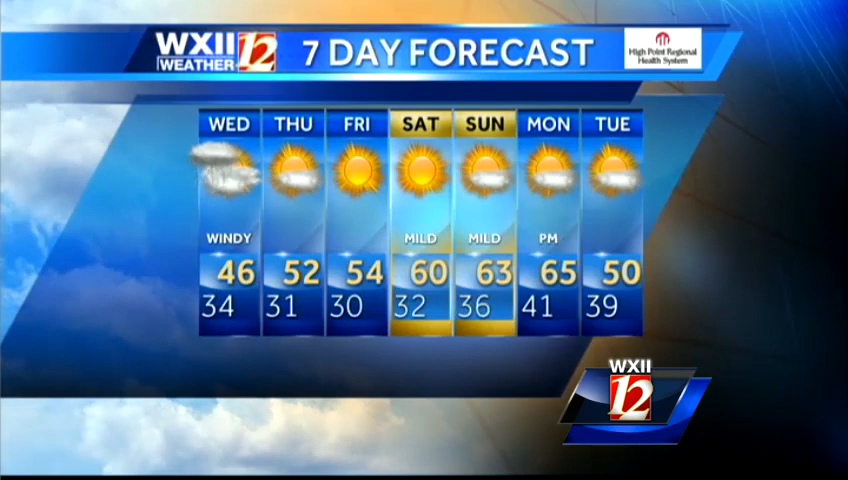 WXII 12
WEATHER
7 DAY FORECAST
High Point Regional
Health System
WED THU FRI SAT SUN MON TUE
WINDY MILD MILD PM
46 52 54 60 63 65 50
34 31 30 32 36 41 39
WXII
12